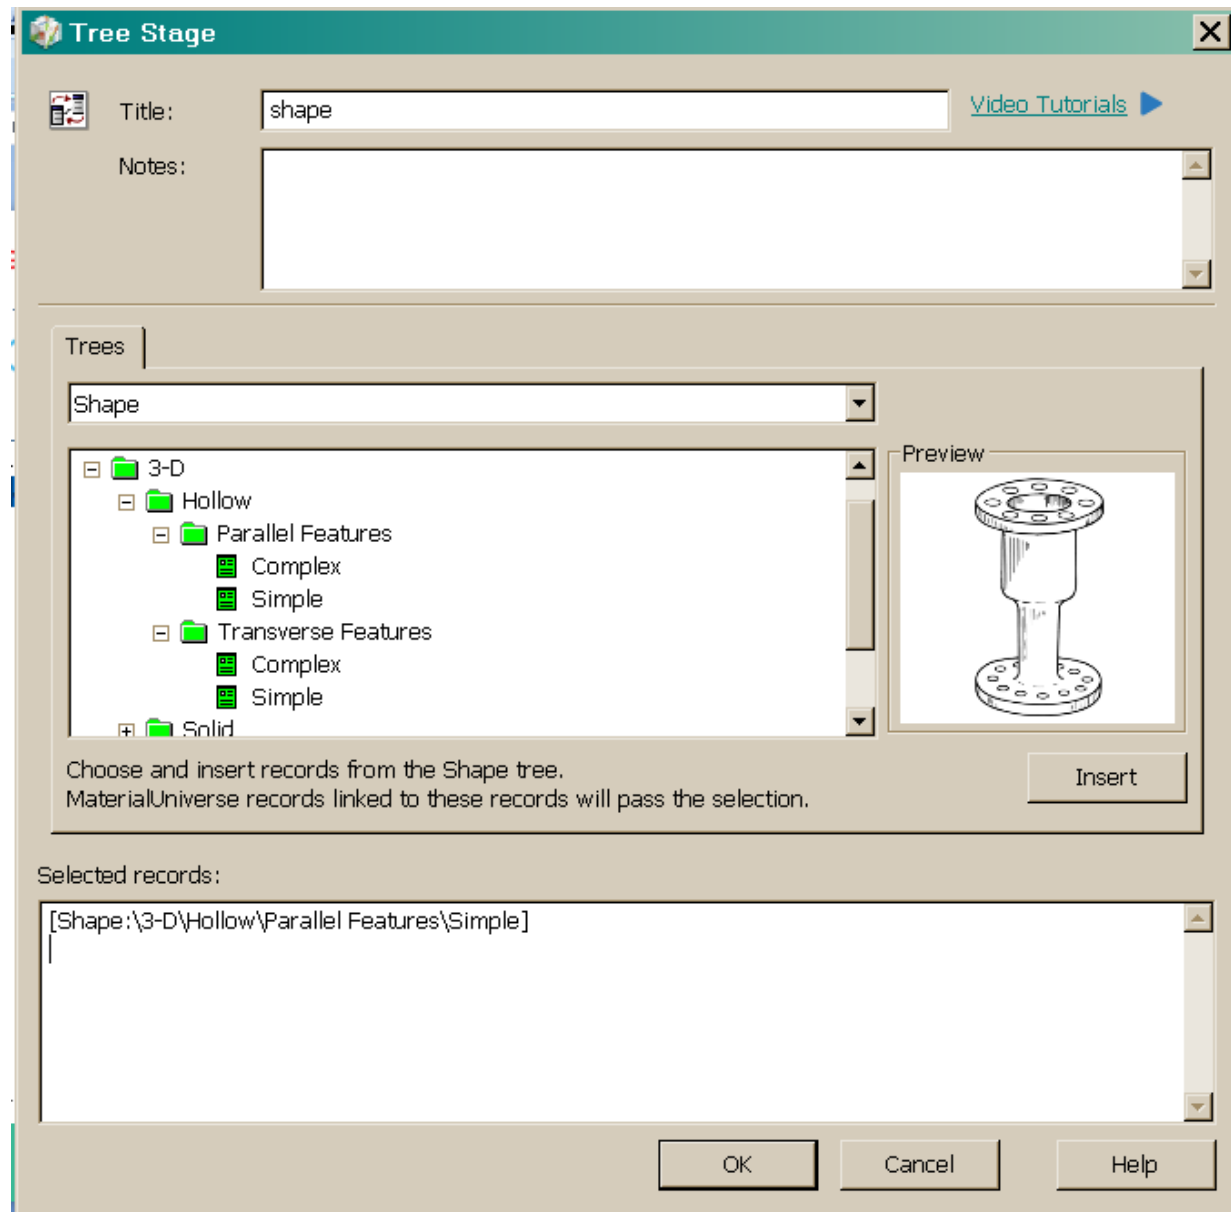 Tree Stage
Title:
shape
Video Tutorials
Notes:
Trees
Shape
3-D
Hollow
Parallel Features
Complex
Simple
Transverse Features
Complex
Simple
Solid
Preview
Choose and insert records from the Shape tree.
MaterialUniverse records linked to these records will pass the selection.
Insert
Selected records:
[Shape:\3-D\Hollow\Parallel Features\Simple]
OK
Cancel
Help